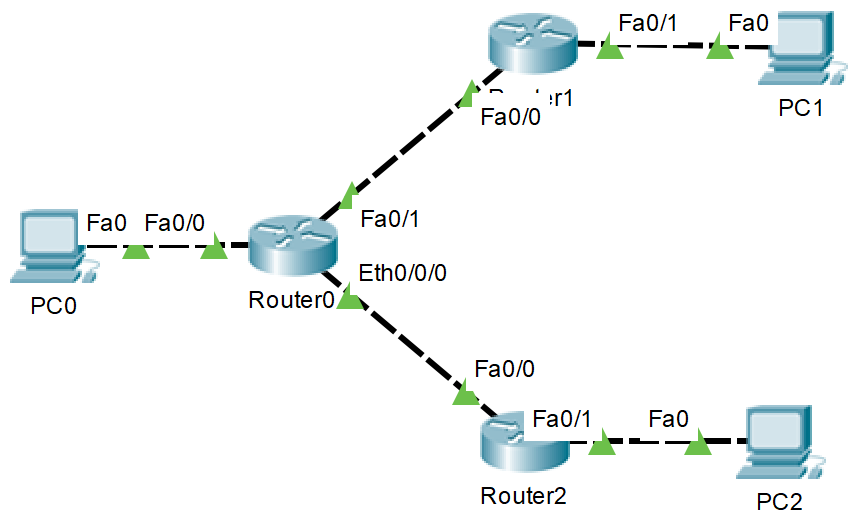 Fa0/1
Fa0
PC1
Fa0/0
Fa0
Fa0/0
Fa0/1
PC0
Router0
Eth0/0/0
Fa0/0
Fa0/1
Fa0
Router2
PC2